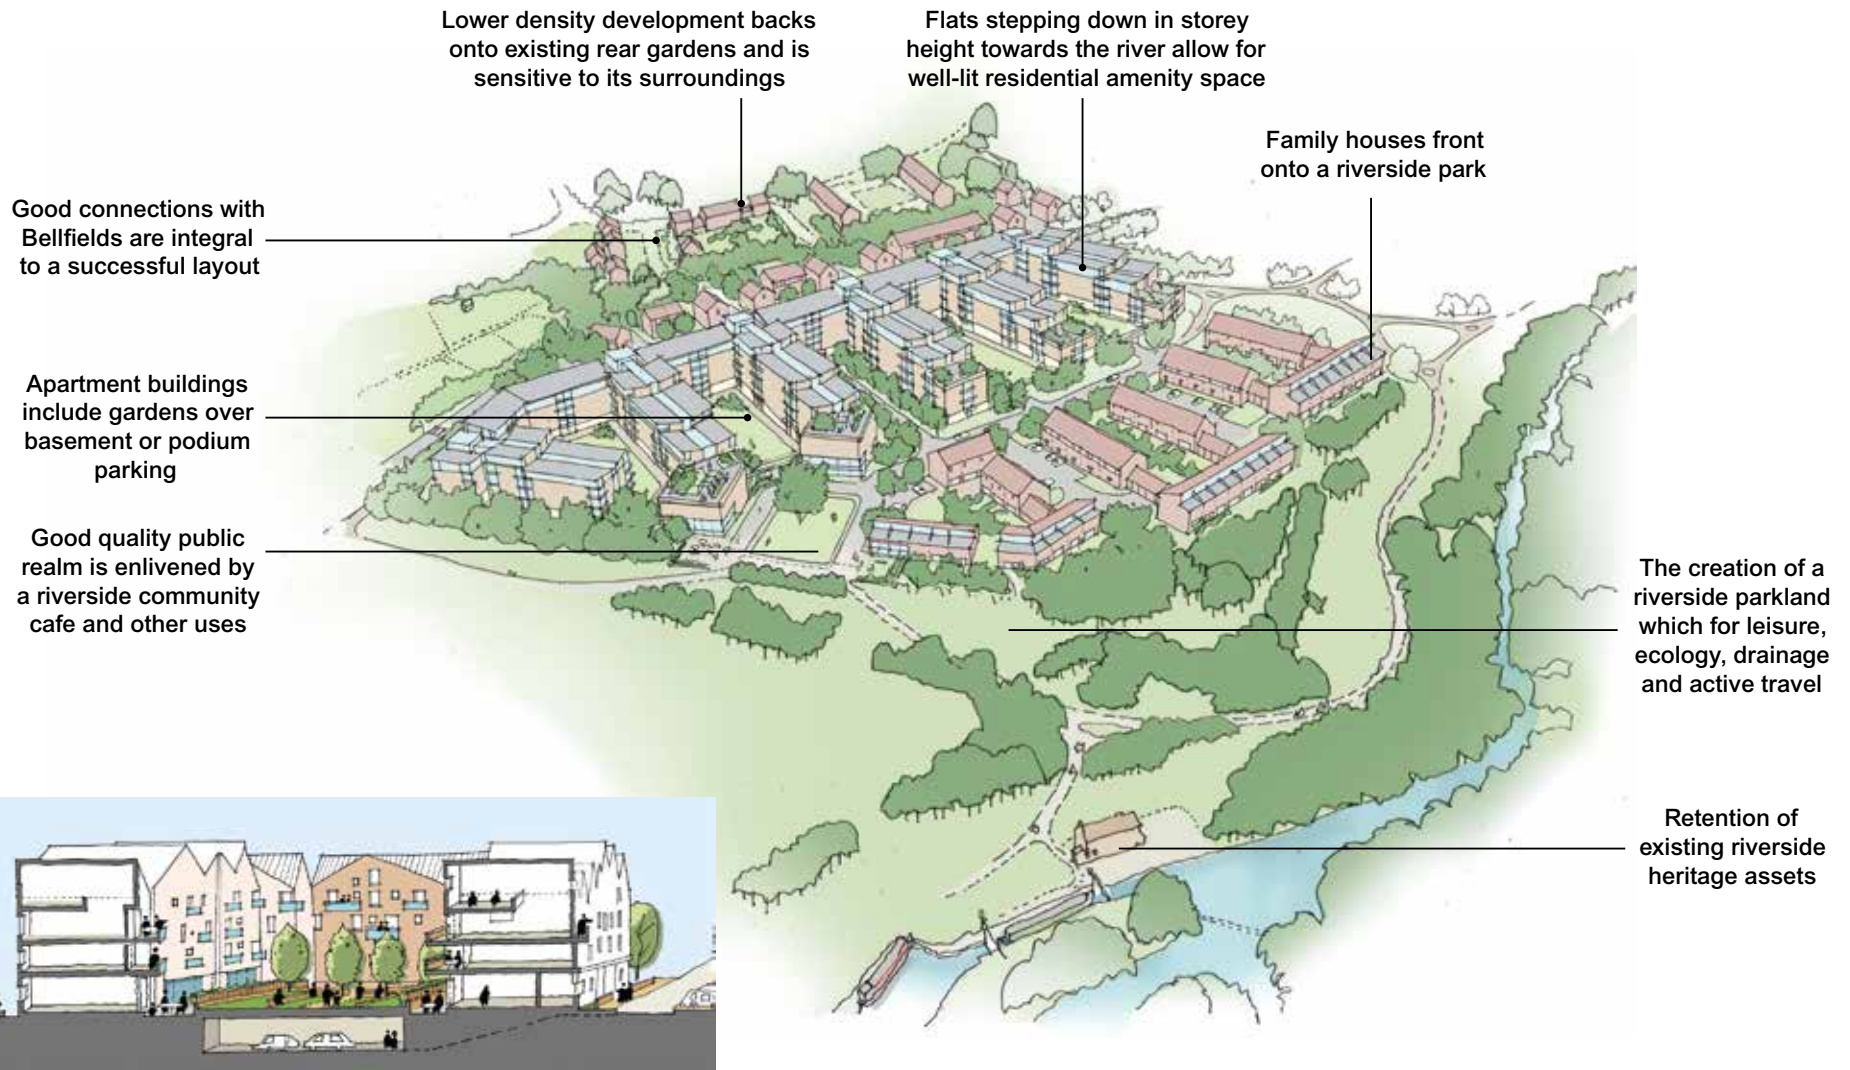 Lower density development backs
onto existing rear gardens and is
sensitive to its surroundings
Flats stepping down in storey
height towards the river allow for
well-lit residential amenity space
Family houses front
onto a riverside park
Good connections with
Bellfields are integral
to a successful layout
Apartment buildings
include gardens over
basement or podium
parking
Good quality public
realm is enlivened by
a riverside community
cafe and other uses
The creation of a
riverside parkland
which for leisure,
ecology, drainage
and active travel
Retention of
existing riverside
heritage assets